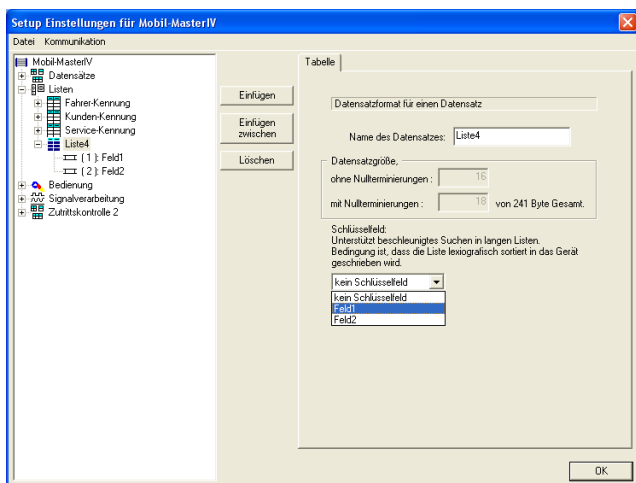 Setup Einstellungen für Mobil-MasterIV
Datei Kommunikation
Mobil-MasterIV
Datensätze
Listen
Fahrer-Kennung
Kunden-Kennung
Service-Kennung
Liste4
( 1 ): Feld1
( 2 ): Feld2
Bedienung
Signalverarbeitung
Zutrittskontrolle 2
Einfügen
Einfügen
zwischen
Löschen
Tabelle
Datensatzformat für einen Datensatz
Name des Datensatzes: Liste4
Datensatzgröße,
ohne Nullterminierungen : 16
mit Nullterminierungen : 18 von 241 Byte Gesamt.
Schlüsselfeld:
Unterstützt beschleunigtes Suchen in langen Listen.
Bedingung ist, dass die Liste lexiografisch sortiert in das Gerät
geschrieben wird.
kein Schlüsselfeld
kein Schlüsselfeld
Feld1
Feld2
OK